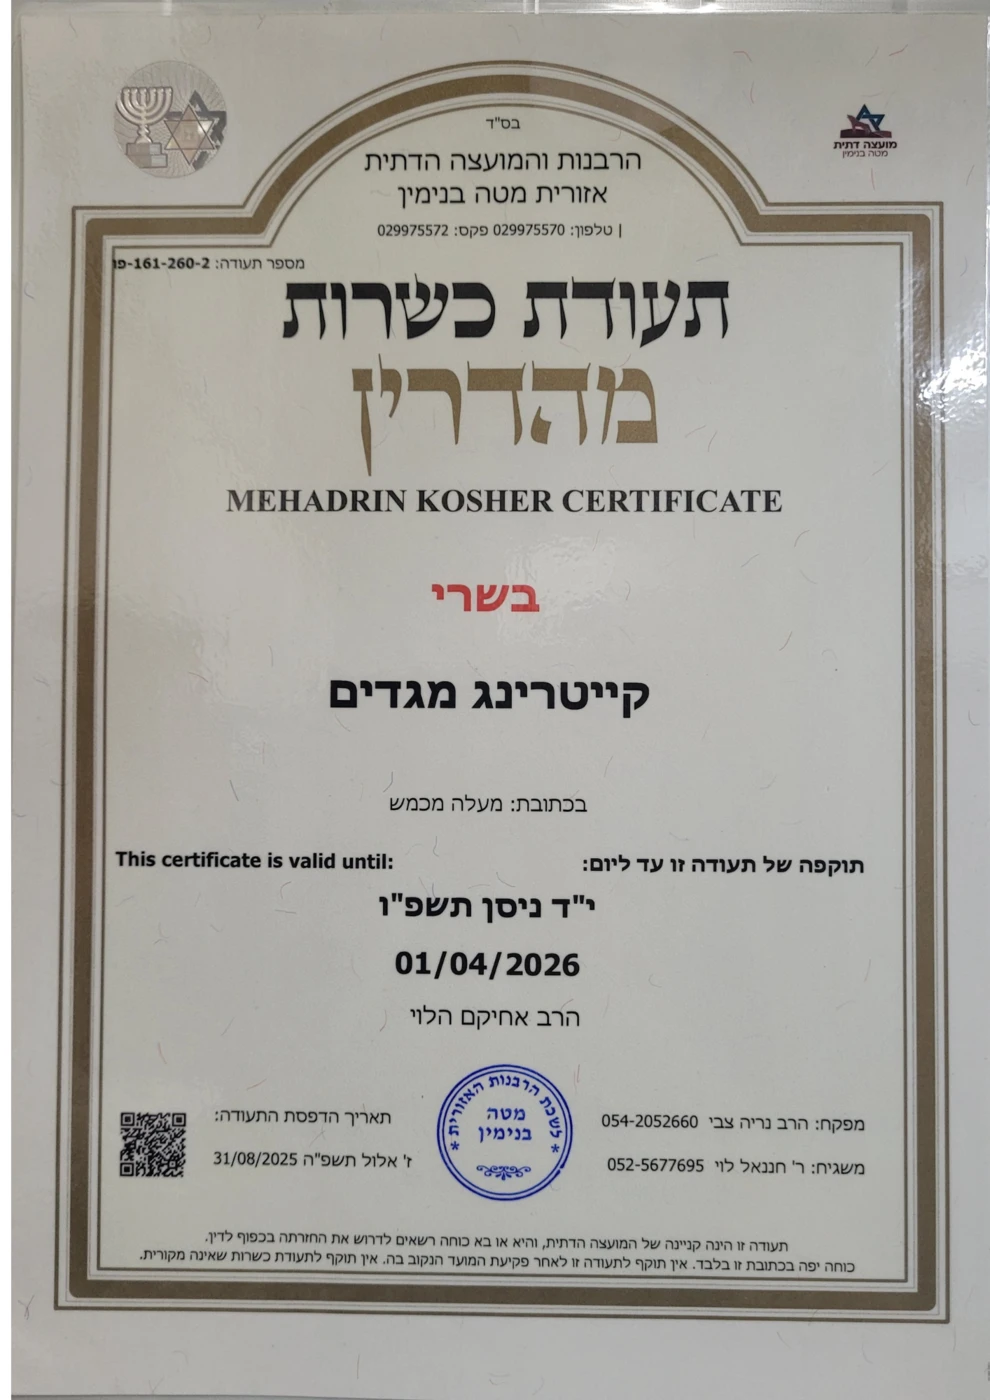 בס"ד
הרבנות והמועצה הדתית
אזורית מטה בנימין
| טלפון: 029975570 פקס: 029975572
מועצה דתית
מטה בנימין
מספר תעודה: 161-260-2-פו
תעודת כשרות
מהדרין
MEHADRIN KOSHER CERTIFICATE
בשרי
קייטרינג מגדים
בכתובת: מעלה מכמש
תוקפה של תעודה זו עד ליום:
This certificate is valid until:
י"ד ניסן תשפ"ו
01/04/2026
הרב אחיקם הלוי
מפקח: הרב נריה צבי 054-2052660
משגיח: ר' חננאל לוי 052-5677695
לשכת הרבנות האזורית
מטה
בנימין
תאריך הדפסת התעודה:
ז' אלול תשפ"ה 31/08/2025
תעודה זו הינה קניינה של המועצה הדתית, והיא או בא כוחה רשאים לדרוש את החזרתה בכפוף לדין.
כוחה יפה בכתובת זו בלבד. אין תוקף לתעודה זו לאחר פקיעת המועד הנקוב בה. אין תוקף לתעודת כשרות שאינה מקורית.